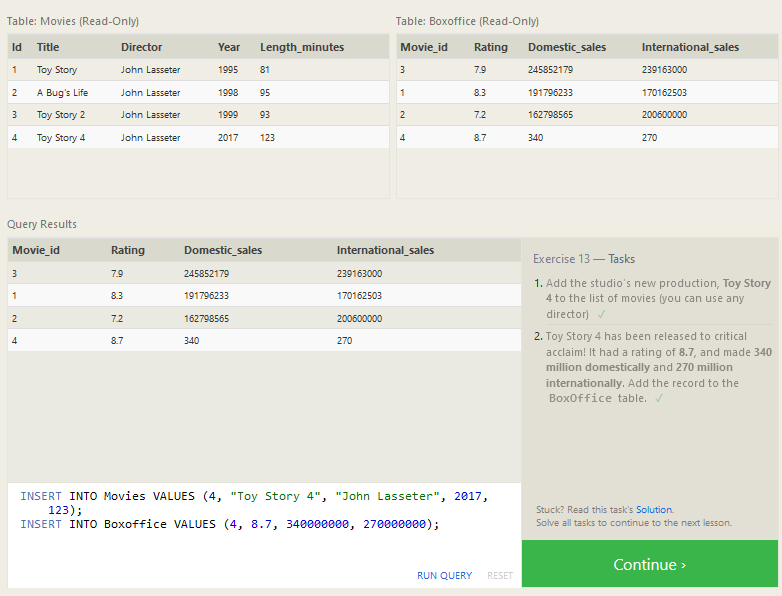 Table: Movies (Read-Only)
Id Title Director Year Length_minutes
1 Toy Story John Lasseter 1995 81
2 A Bug's Life John Lasseter 1998 95
3 Toy Story 2 John Lasseter 1999 93
4 Toy Story 4 John Lasseter 2017 123
Table: Boxoffice (Read-Only)
Movie_id Rating Domestic_sales International_sales
3 7.9 245852179 239163000
1 8.3 191796233 170162503
2 7.2 162798565 200600000
4 8.7 340 270
Query Results
Movie_id Rating Domestic_sales International_sales
3 7.9 245852179 239163000
1 8.3 191796233 170162503
2 7.2 162798565 200600000
4 8.7 340 270
INSERT INTO Movies VALUES (4, "Toy Story 4", "John Lasseter", 2017,
123);
INSERT INTO Boxoffice VALUES (4, 8.7, 340000000, 270000000);
RUN QUERY RESET
Exercise 13 — Tasks
1. Add the studio's new production, Toy Story
4 to the list of movies (you can use any
director) ✓
2. Toy Story 4 has been released to critical
acclaim! It had a rating of 8.7, and made 340
million domestically and 270 million
internationally. Add the record to the
BoxOffice table. ✓
Stuck? Read this task's Solution.
Solve all tasks to continue to the next lesson.
Continue ›